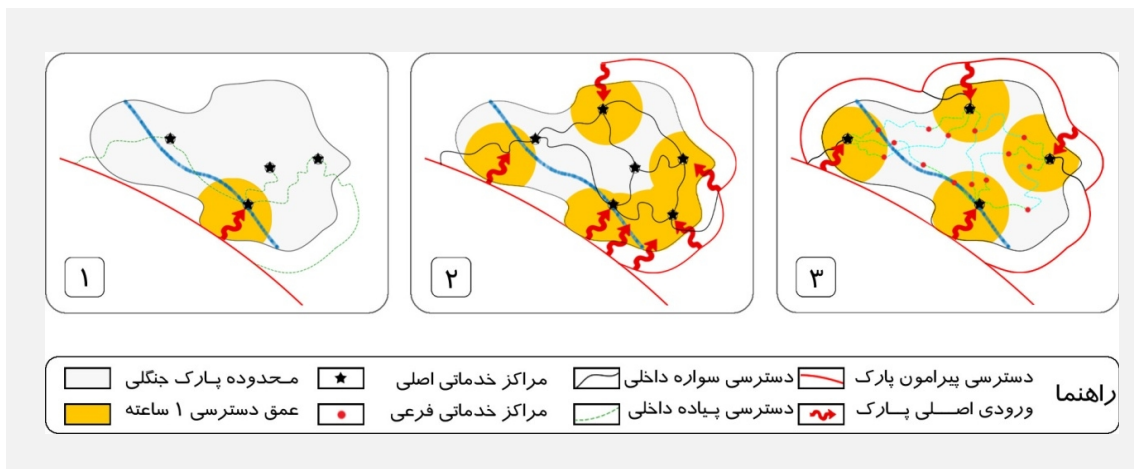 ۱
۲
۳
راهنما
دسترسی پیرامون پارک
دسترسی سواره داخلی
مراکز خدماتی اصلی
محدوده پارک جنگلی
ورودی اصلی پارک
دسترسی پیاده داخلی
مراکز خدماتی فرعی
عمق دسترسی ۱ ساعته